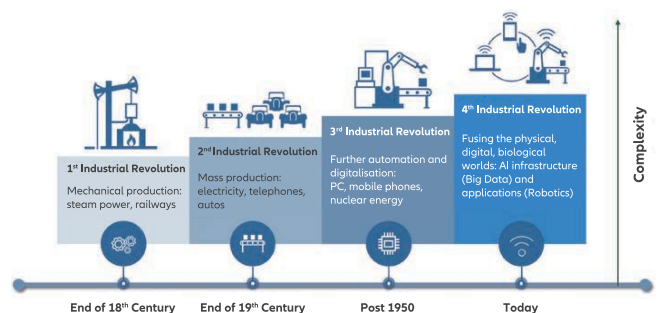 1st Industrial Revolution
Mechanical production:
steam power, railways
2nd Industrial Revolution
Mass production:
electricity, telephones,
autos
3rd Industrial Revolution
Further automation and
digitalisation:
PC, mobile phones,
nuclear energy
4th Industrial Revolution
Fusing the physical,
digital, biological
worlds: AI infrastructure
(Big Data) and
applications (Robotics)
Complexity
End of 18th Century
End of 19th Century
Post 1950
Today